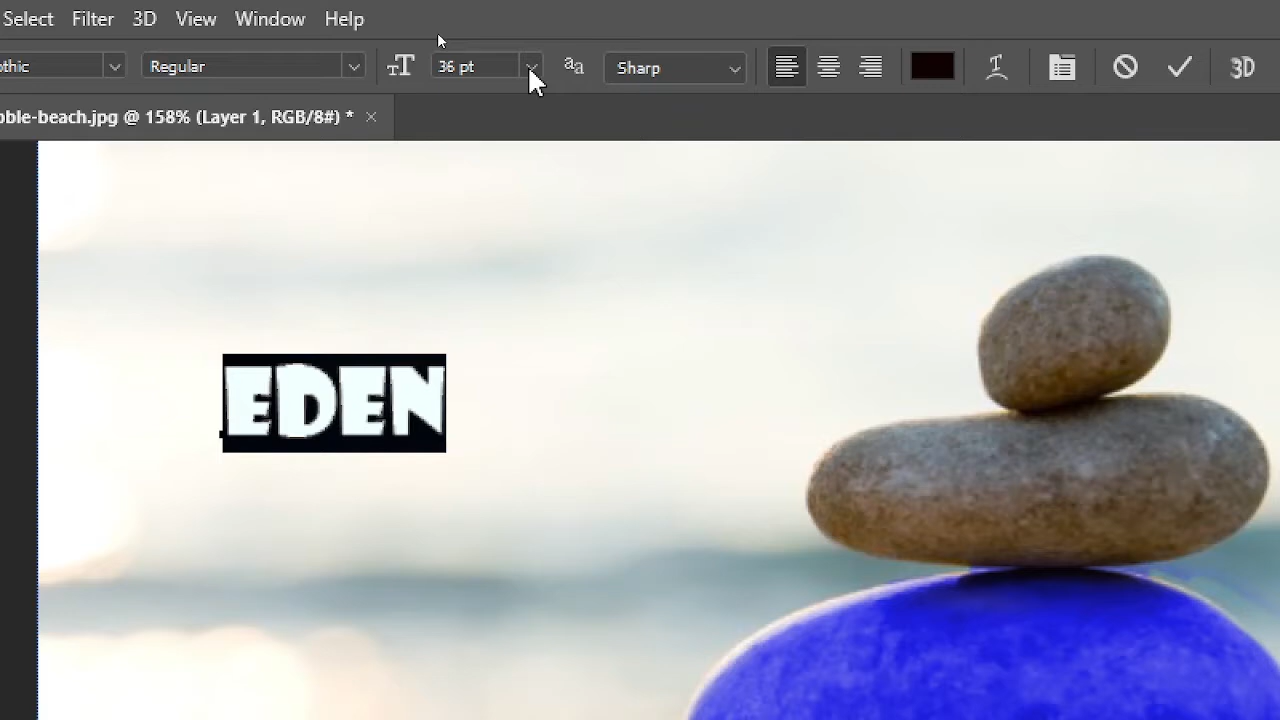 Select Filter 3D View Window Help
othic Regular 36 pt Sharp 3D
bble-beach.jpg @ 158% (Layer 1, RGB/8#) *
EDEN